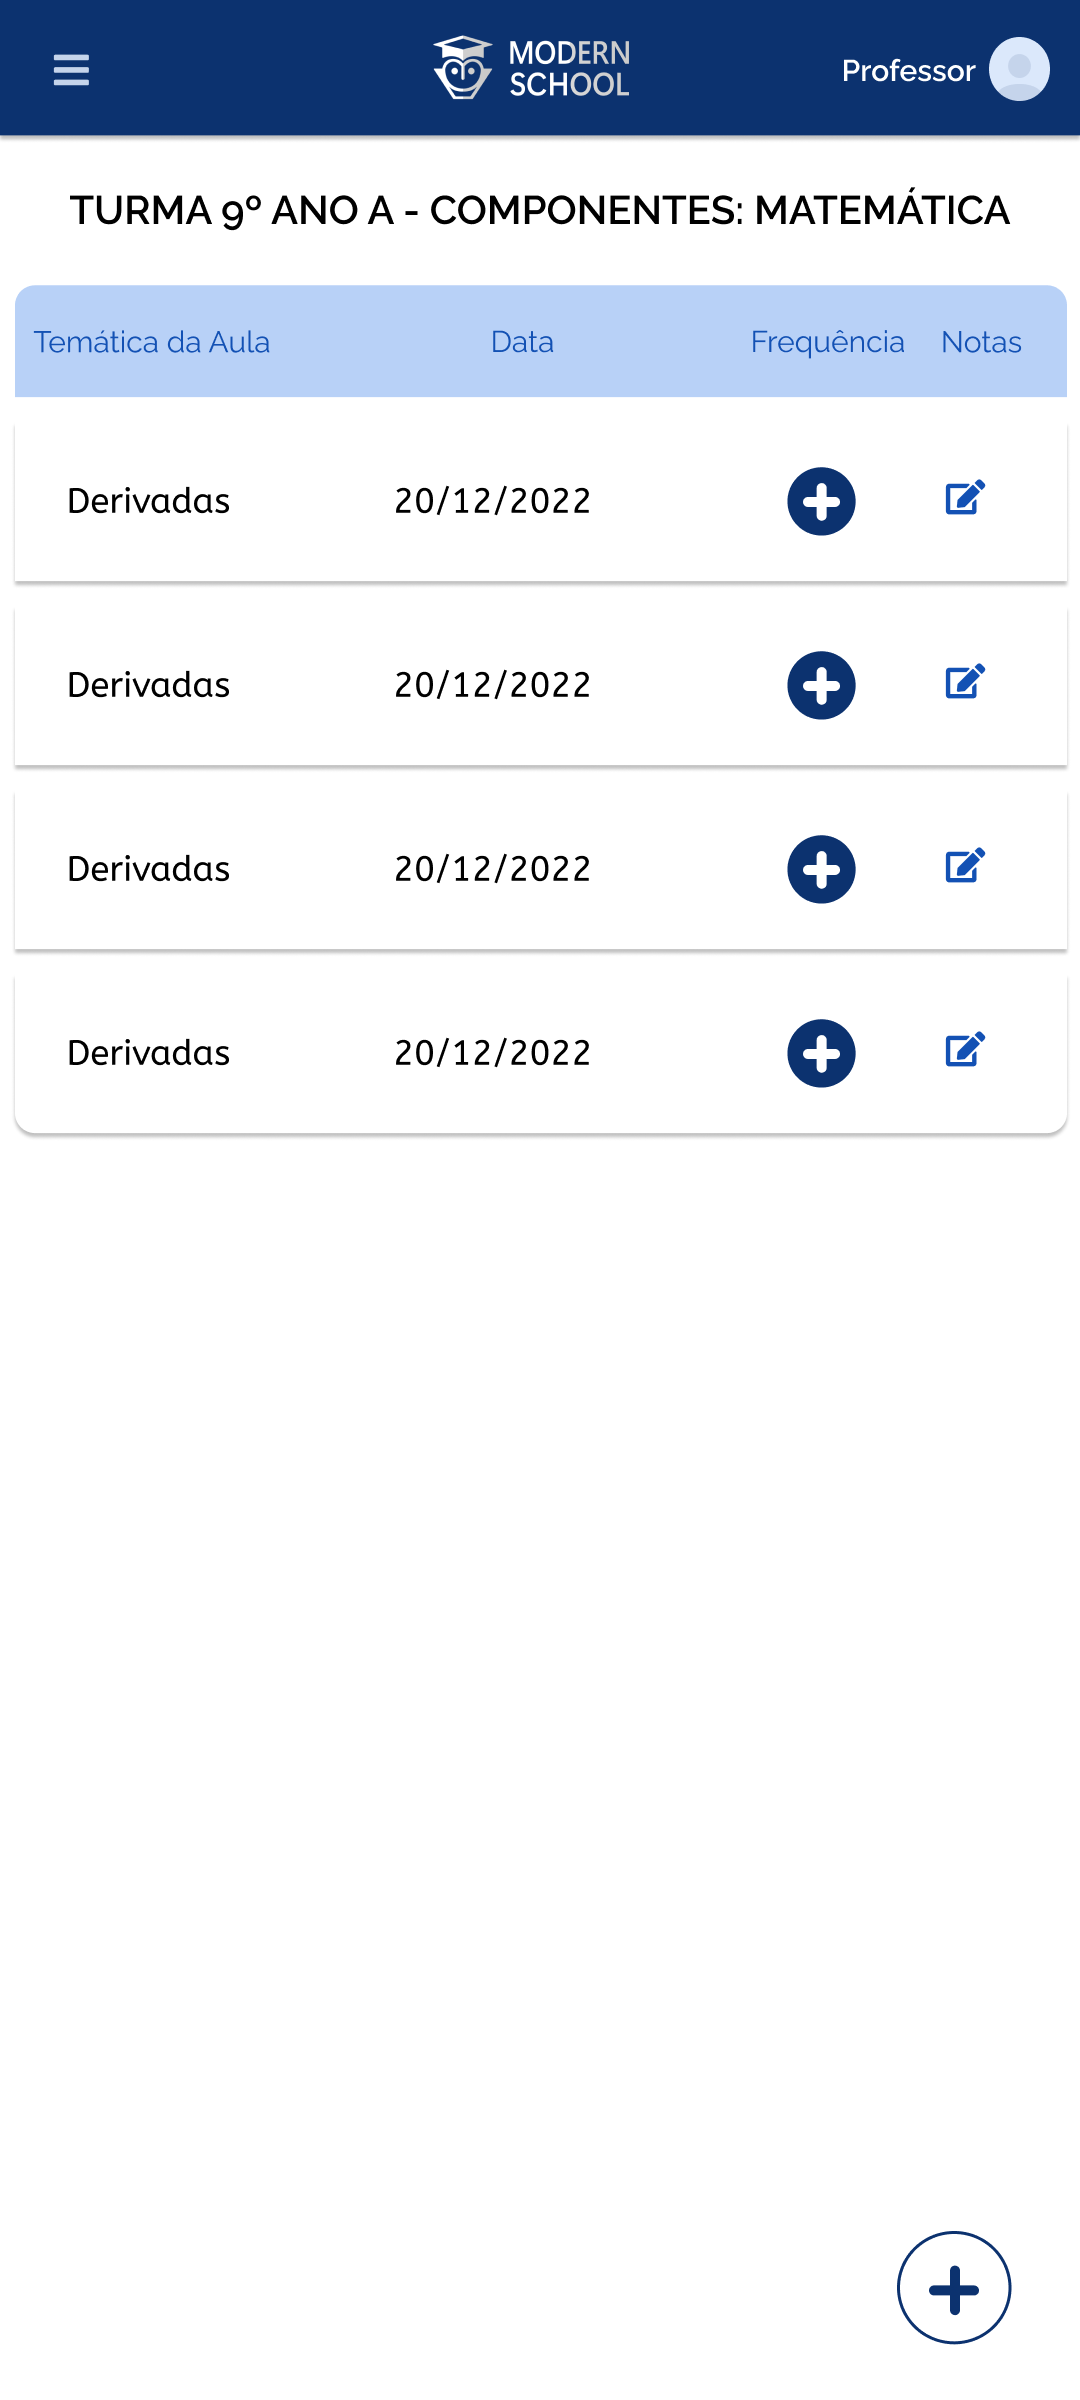 MODERN
SCHOOL
Professor
TURMA 9º ANO A - COMPONENTES: MATEMÁTICA
Temática da Aula Data Frequência Notas
Derivadas 20/12/2022
Derivadas 20/12/2022
Derivadas 20/12/2022
Derivadas 20/12/2022